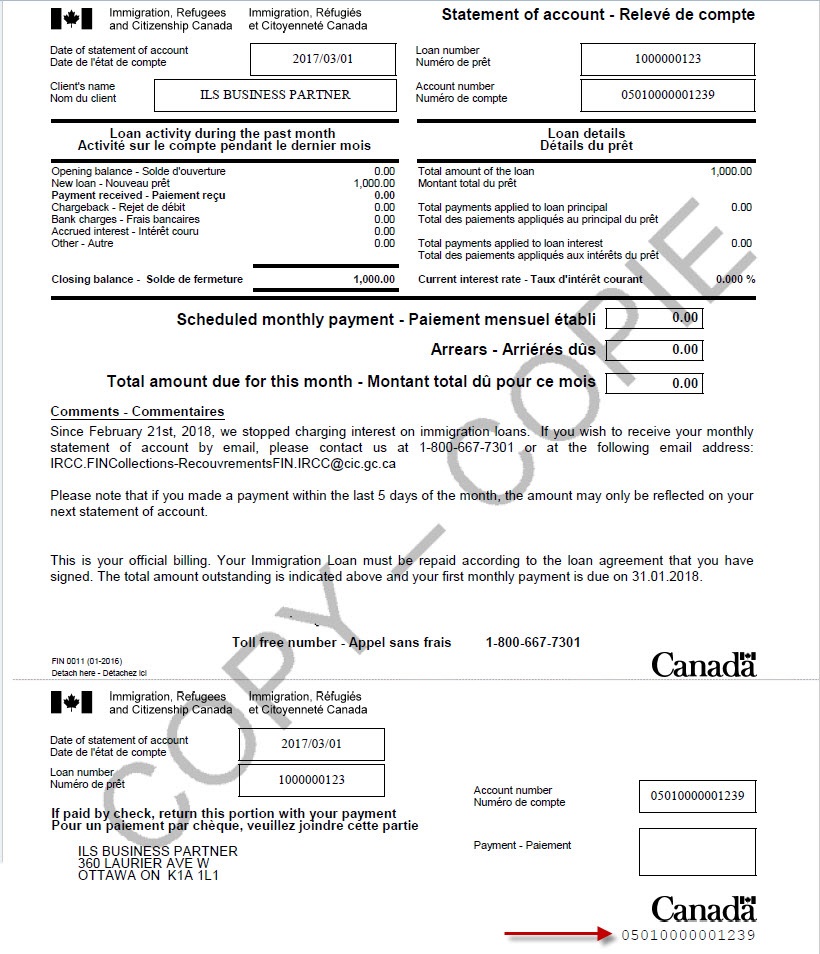 Immigration, Refugees and Citizenship Canada
Immigration, Réfugiés et Citoyenneté Canada
Statement of account - Relevé de compte
Date of statement of account
Date de l'état de compte
2017/03/01
Loan number
Numéro de prêt
1000000123
Client's name
Nom du client
ILS BUSINESS PARTNER
Account number
Numéro de compte
05010000001239
Loan activity during the past month
Activité sur le compte pendant le dernier mois
Opening balance - Solde d'ouverture 0.00
New loan - Nouveau prêt 1,000.00
Payment received - Paiement reçu 0.00
Chargeback - Rejet de débit 0.00
Bank charges - Frais bancaires 0.00
Accrued interest - Intérêt couru 0.00
Other - Autre 0.00
Closing balance - Solde de fermeture 1,000.00
Loan details
Détails du prêt
Total amount of the loan 1,000.00
Montant total du prêt
Total payments applied to loan principal 0.00
Total des paiements appliqués au principal du prêt
Total payments applied to loan interest 0.00
Total des paiements appliqués aux intérêts du prêt
Current interest rate - Taux d'intérêt courant 0.000 %
Scheduled monthly payment - Paiement mensuel établi 0.00
Arrears - Arriérés dûs 0.00
Total amount due for this month - Montant total dû pour ce mois 0.00
Comments - Commentaires
Since February 21st, 2018, we stopped charging interest on immigration loans. If you wish to receive your monthly
statement of account by email, please contact us at 1-800-667-7301 or at the following email address:
IRCC.FINCollections-RecouvrementsFIN.IRCC@cic.gc.ca
Please note that if you made a payment within the last 5 days of the month, the amount may only be reflected on your
next statement of account.
This is your official billing. Your Immigration Loan must be repaid according to the loan agreement that you have
signed. The total amount outstanding is indicated above and your first monthly payment is due on 31.01.2018.
Toll free number - Appel sans frais 1-800-667-7301
FIN 0011 (01-2016)
Detach here - Détachez ici
Canada
COPY – COPIE
Immigration, Refugees and Citizenship Canada
Immigration, Réfugiés et Citoyenneté Canada
Date of statement of account
Date de l'état de compte
2017/03/01
Loan number
Numéro de prêt
1000000123
Account number
Numéro de compte
05010000001239
If paid by check, return this portion with your payment
Pour un paiement par chèque, veuillez joindre cette partie
Payment - Paiement
ILS BUSINESS PARTNER
360 LAURIER AVE W
OTTAWA ON K1A 1L1
Canada
05010000001239